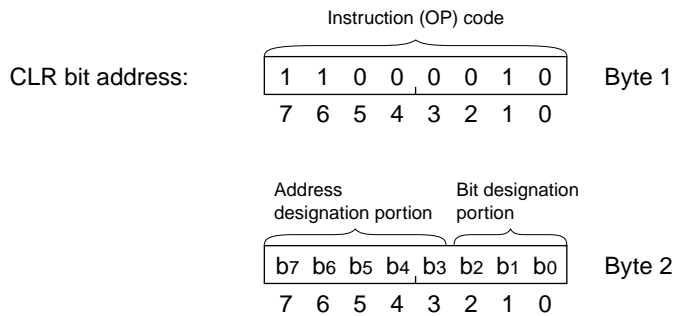 Instruction (OP) code
CLR bit address: 1 1 0 0 0 0 1 0 Byte 1
7 6 5 4 3 2 1 0
Address designation portion
Bit designation portion
b7 b6 b5 b4 b3 b2 b1 b0 Byte 2
7 6 5 4 3 2 1 0